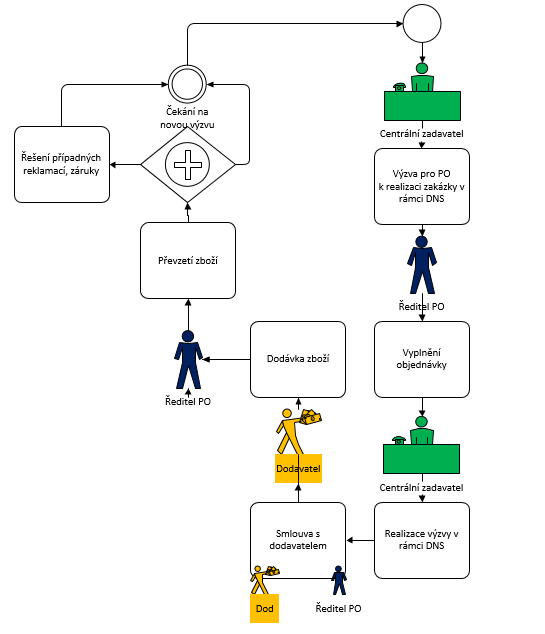 Čekání na
novou výzvu
Centrální zadavatel
Řešení případných
reklamací, záruky
Výzva pro PO
k realizaci zakázky v
rámci DNS
Převzetí zboží
Ředitel PO
Dodávka zboží
Vyplnění
objednávky
Ředitel PO
Dodavatel
Centrální zadavatel
Smlouva s
dodavatelem
Realizace výzvy v
rámci DNS
Dod
Ředitel PO